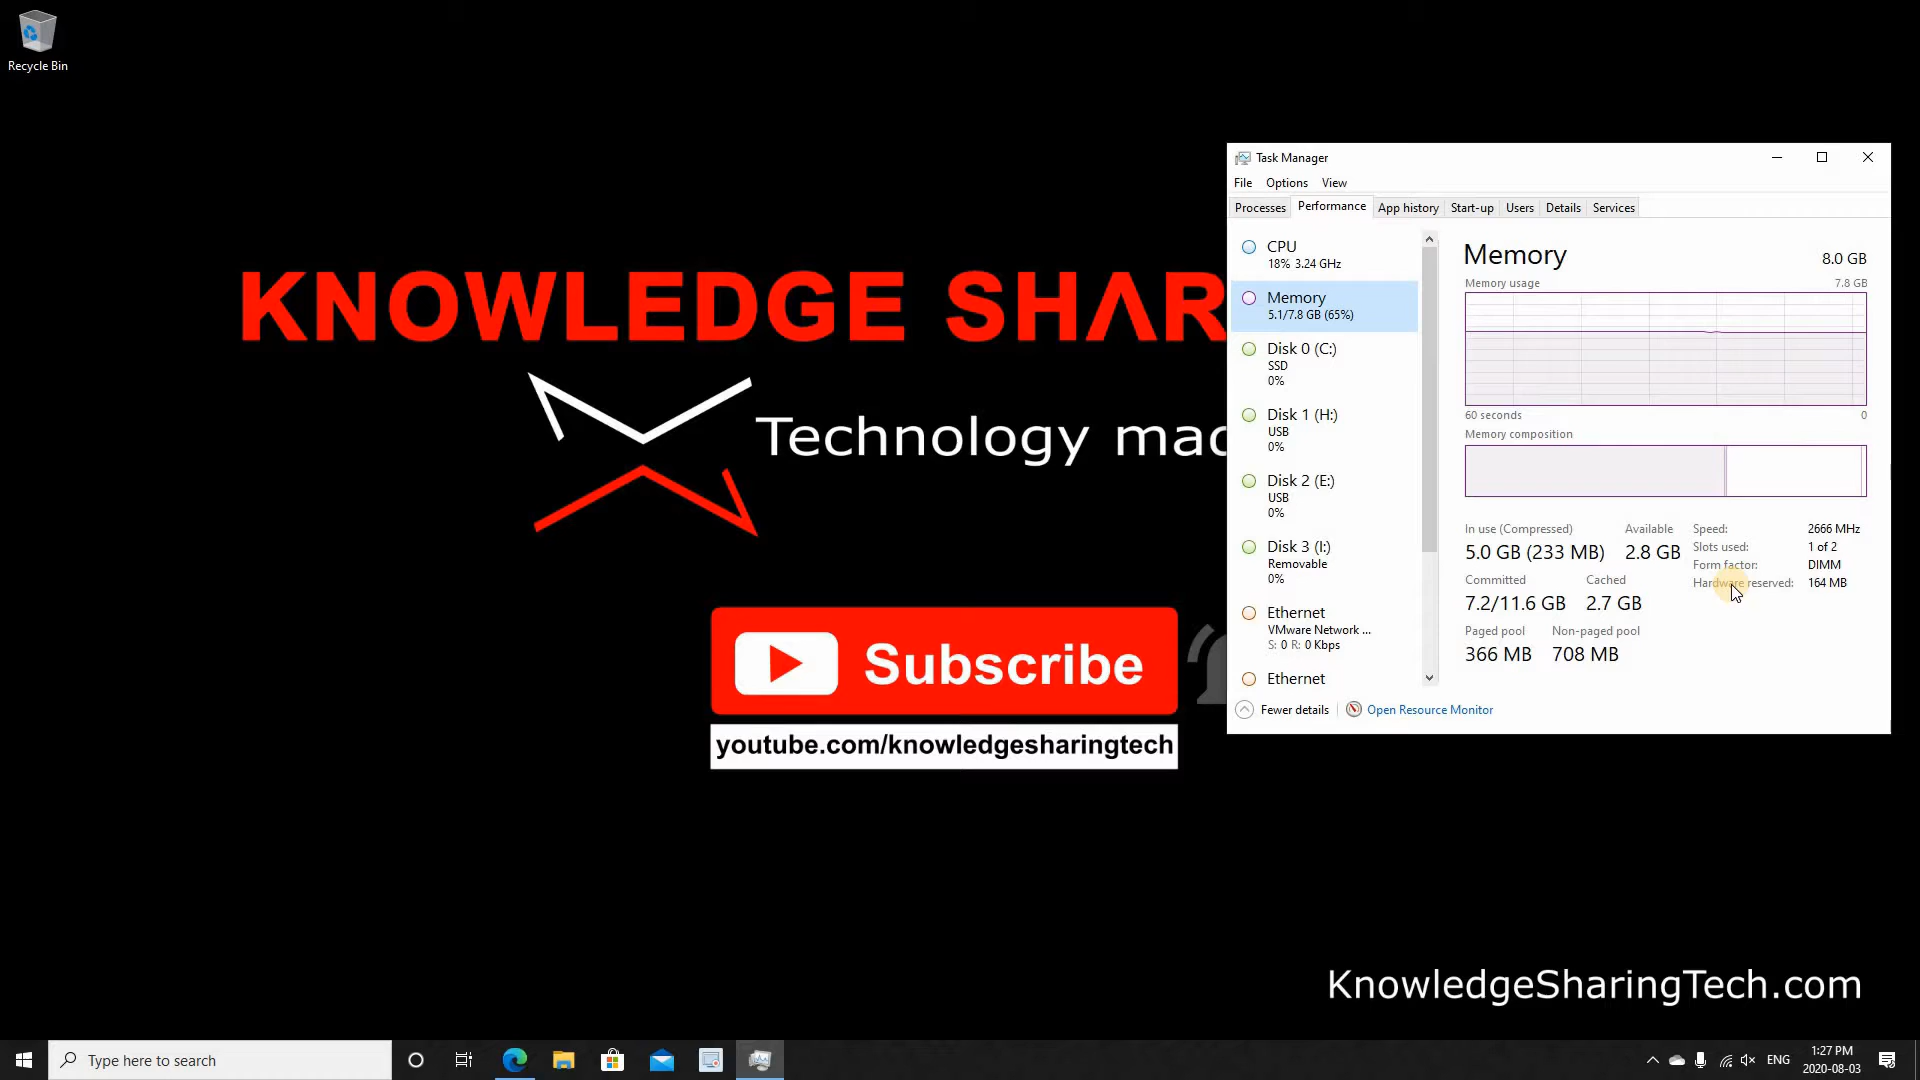 Recycle Bin
KNOWLEDGE SHAR
Technology mad
Subscribe
youtube.com/knowledgesharingtech
Task Manager
File Options View
Processes Performance App history Start-up Users Details Services
CPU
18% 3.24 GHz
Memory
5.1/7.8 GB (65%)
Disk 0 (C:)
SSD
0%
Disk 1 (H:)
USB
0%
Disk 2 (E:)
USB
0%
Disk 3 (I:)
Removable
0%
Ethernet
VMware Network ...
S: 0 R: 0 Kbps
Ethernet
Memory 8.0 GB
Memory usage 7.8 GB
60 seconds 0
Memory composition
In use (Compressed) Available
5.0 GB (233 MB) 2.8 GB
Committed Cached
7.2/11.6 GB 2.7 GB
Paged pool Non-paged pool
366 MB 708 MB
Speed: 2666 MHz
Slots used: 1 of 2
Form factor: DIMM
Hardware reserved: 164 MB
Fewer details Open Resource Monitor
KnowledgeSharingTech.com
Type here to search
ENG
1:27 PM
2020-08-03